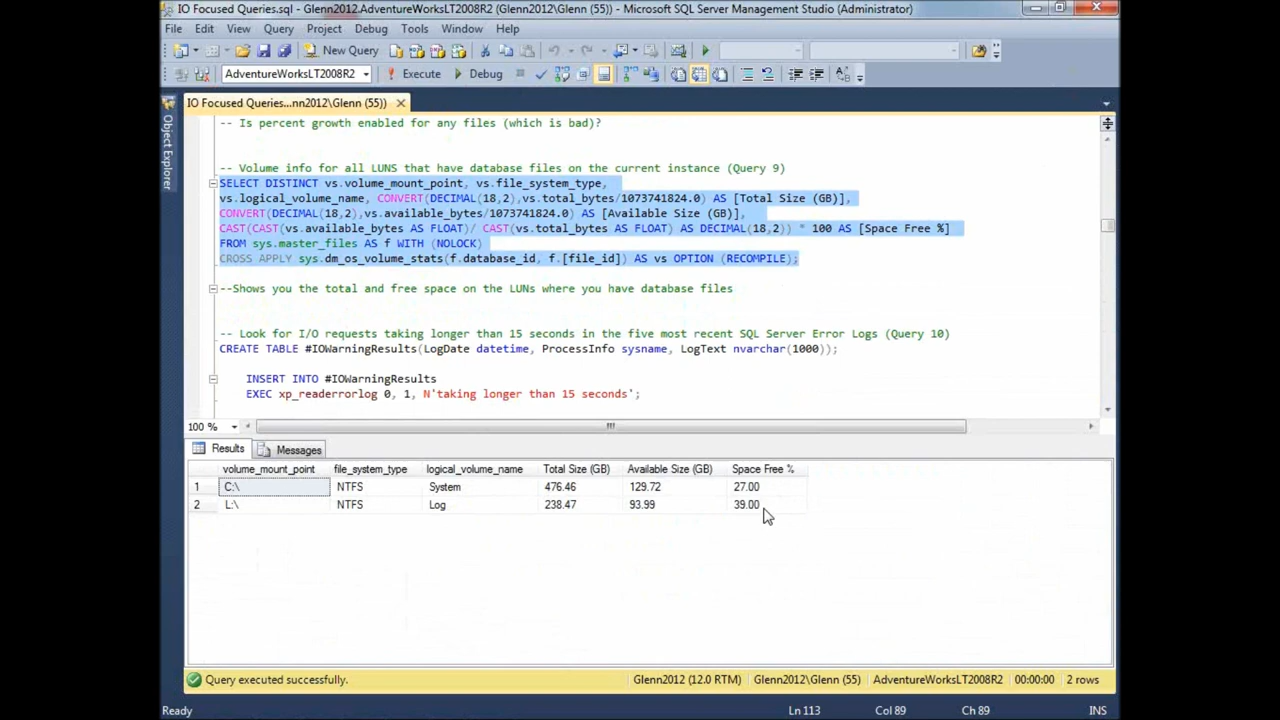 IO Focused Queries.sql - Glenn2012.AdventureWorksLT2008R2 (Glenn2012\Glenn (55)) - Microsoft SQL Server Management Studio (Administrator)
File Edit View Query Project Debug Tools Window Help
New Query
AdventureWorksLT2008R2 Execute Debug
IO Focused Queries...nn2012\Glenn (55))
Object Explorer
-- Is percent growth enabled for any files (which is bad)?
-- Volume info for all LUNS that have database files on the current instance (Query 9)
SELECT DISTINCT vs.volume_mount_point, vs.file_system_type,
vs.logical_volume_name, CONVERT(DECIMAL(18,2),vs.total_bytes/1073741824.0) AS [Total Size (GB)],
CONVERT(DECIMAL(18,2),vs.available_bytes/1073741824.0) AS [Available Size (GB)],
CAST(CAST(vs.available_bytes AS FLOAT)/ CAST(vs.total_bytes AS FLOAT) AS DECIMAL(18,2)) * 100 AS [Space Free %]
FROM sys.master_files AS f WITH (NOLOCK)
CROSS APPLY sys.dm_os_volume_stats(f.database_id, f.[file_id]) AS vs OPTION (RECOMPILE);
--Shows you the total and free space on the LUNs where you have database files
-- Look for I/O requests taking longer than 15 seconds in the five most recent SQL Server Error Logs (Query 10)
CREATE TABLE #IOWarningResults(LogDate datetime, ProcessInfo sysname, LogText nvarchar(1000));
INSERT INTO #IOWarningResults
EXEC xp_readerrorlog 0, 1, N'taking longer than 15 seconds';
100 %
Results Messages
volume_mount_point file_system_type logical_volume_name Total Size (GB) Available Size (GB) Space Free %
1 C:\ NTFS System 476.46 129.72 27.00
2 L:\ NTFS Log 238.47 93.99 39.00
Query executed successfully. Glenn2012 (12.0 RTM) Glenn2012\Glenn (55) AdventureWorksLT2008R2 00:00:00 2 rows
Ready Ln 113 Col 89 Ch 89 INS